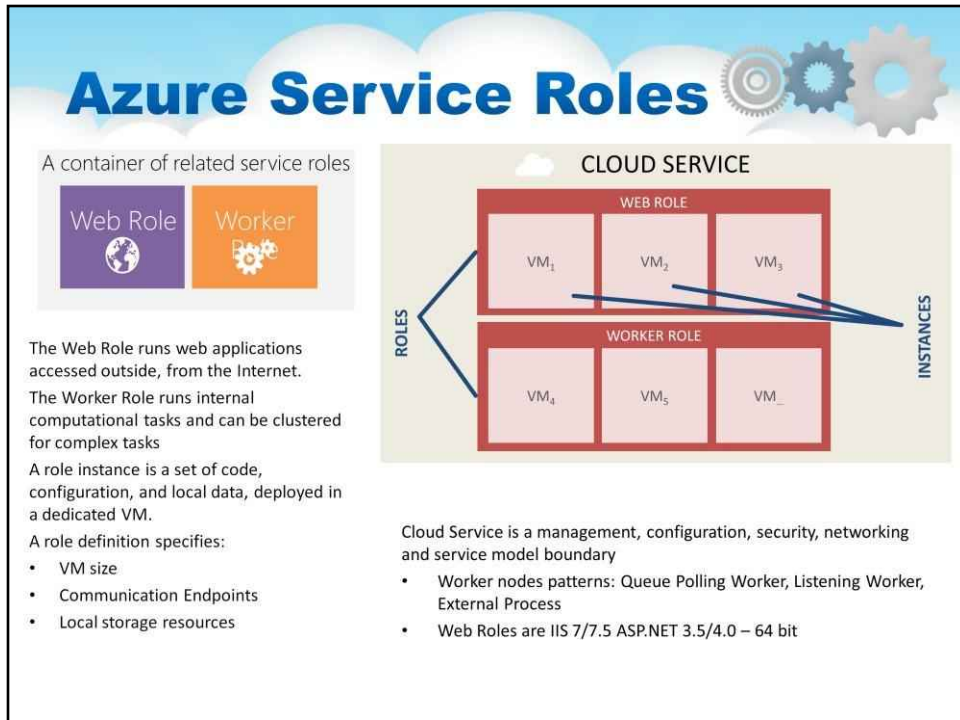 Azure Service Roles
A container of related service roles
Web Role
Worker
Role
The Web Role runs web applications
accessed outside, from the Internet.
The Worker Role runs internal
computational tasks and can be clustered
for complex tasks
A role instance is a set of code,
configuration, and local data, deployed in
a dedicated VM.
A role definition specifies:
• VM size
• Communication Endpoints
• Local storage resources
CLOUD SERVICE
ROLES
WEB ROLE
VM₁ VM₂ VM₃
WORKER ROLE
VM₄ VM₅ VM_
INSTANCES
Cloud Service is a management, configuration, security, networking
and service model boundary
• Worker nodes patterns: Queue Polling Worker, Listening Worker,
External Process
• Web Roles are IIS 7/7.5 ASP.NET 3.5/4.0 – 64 bit